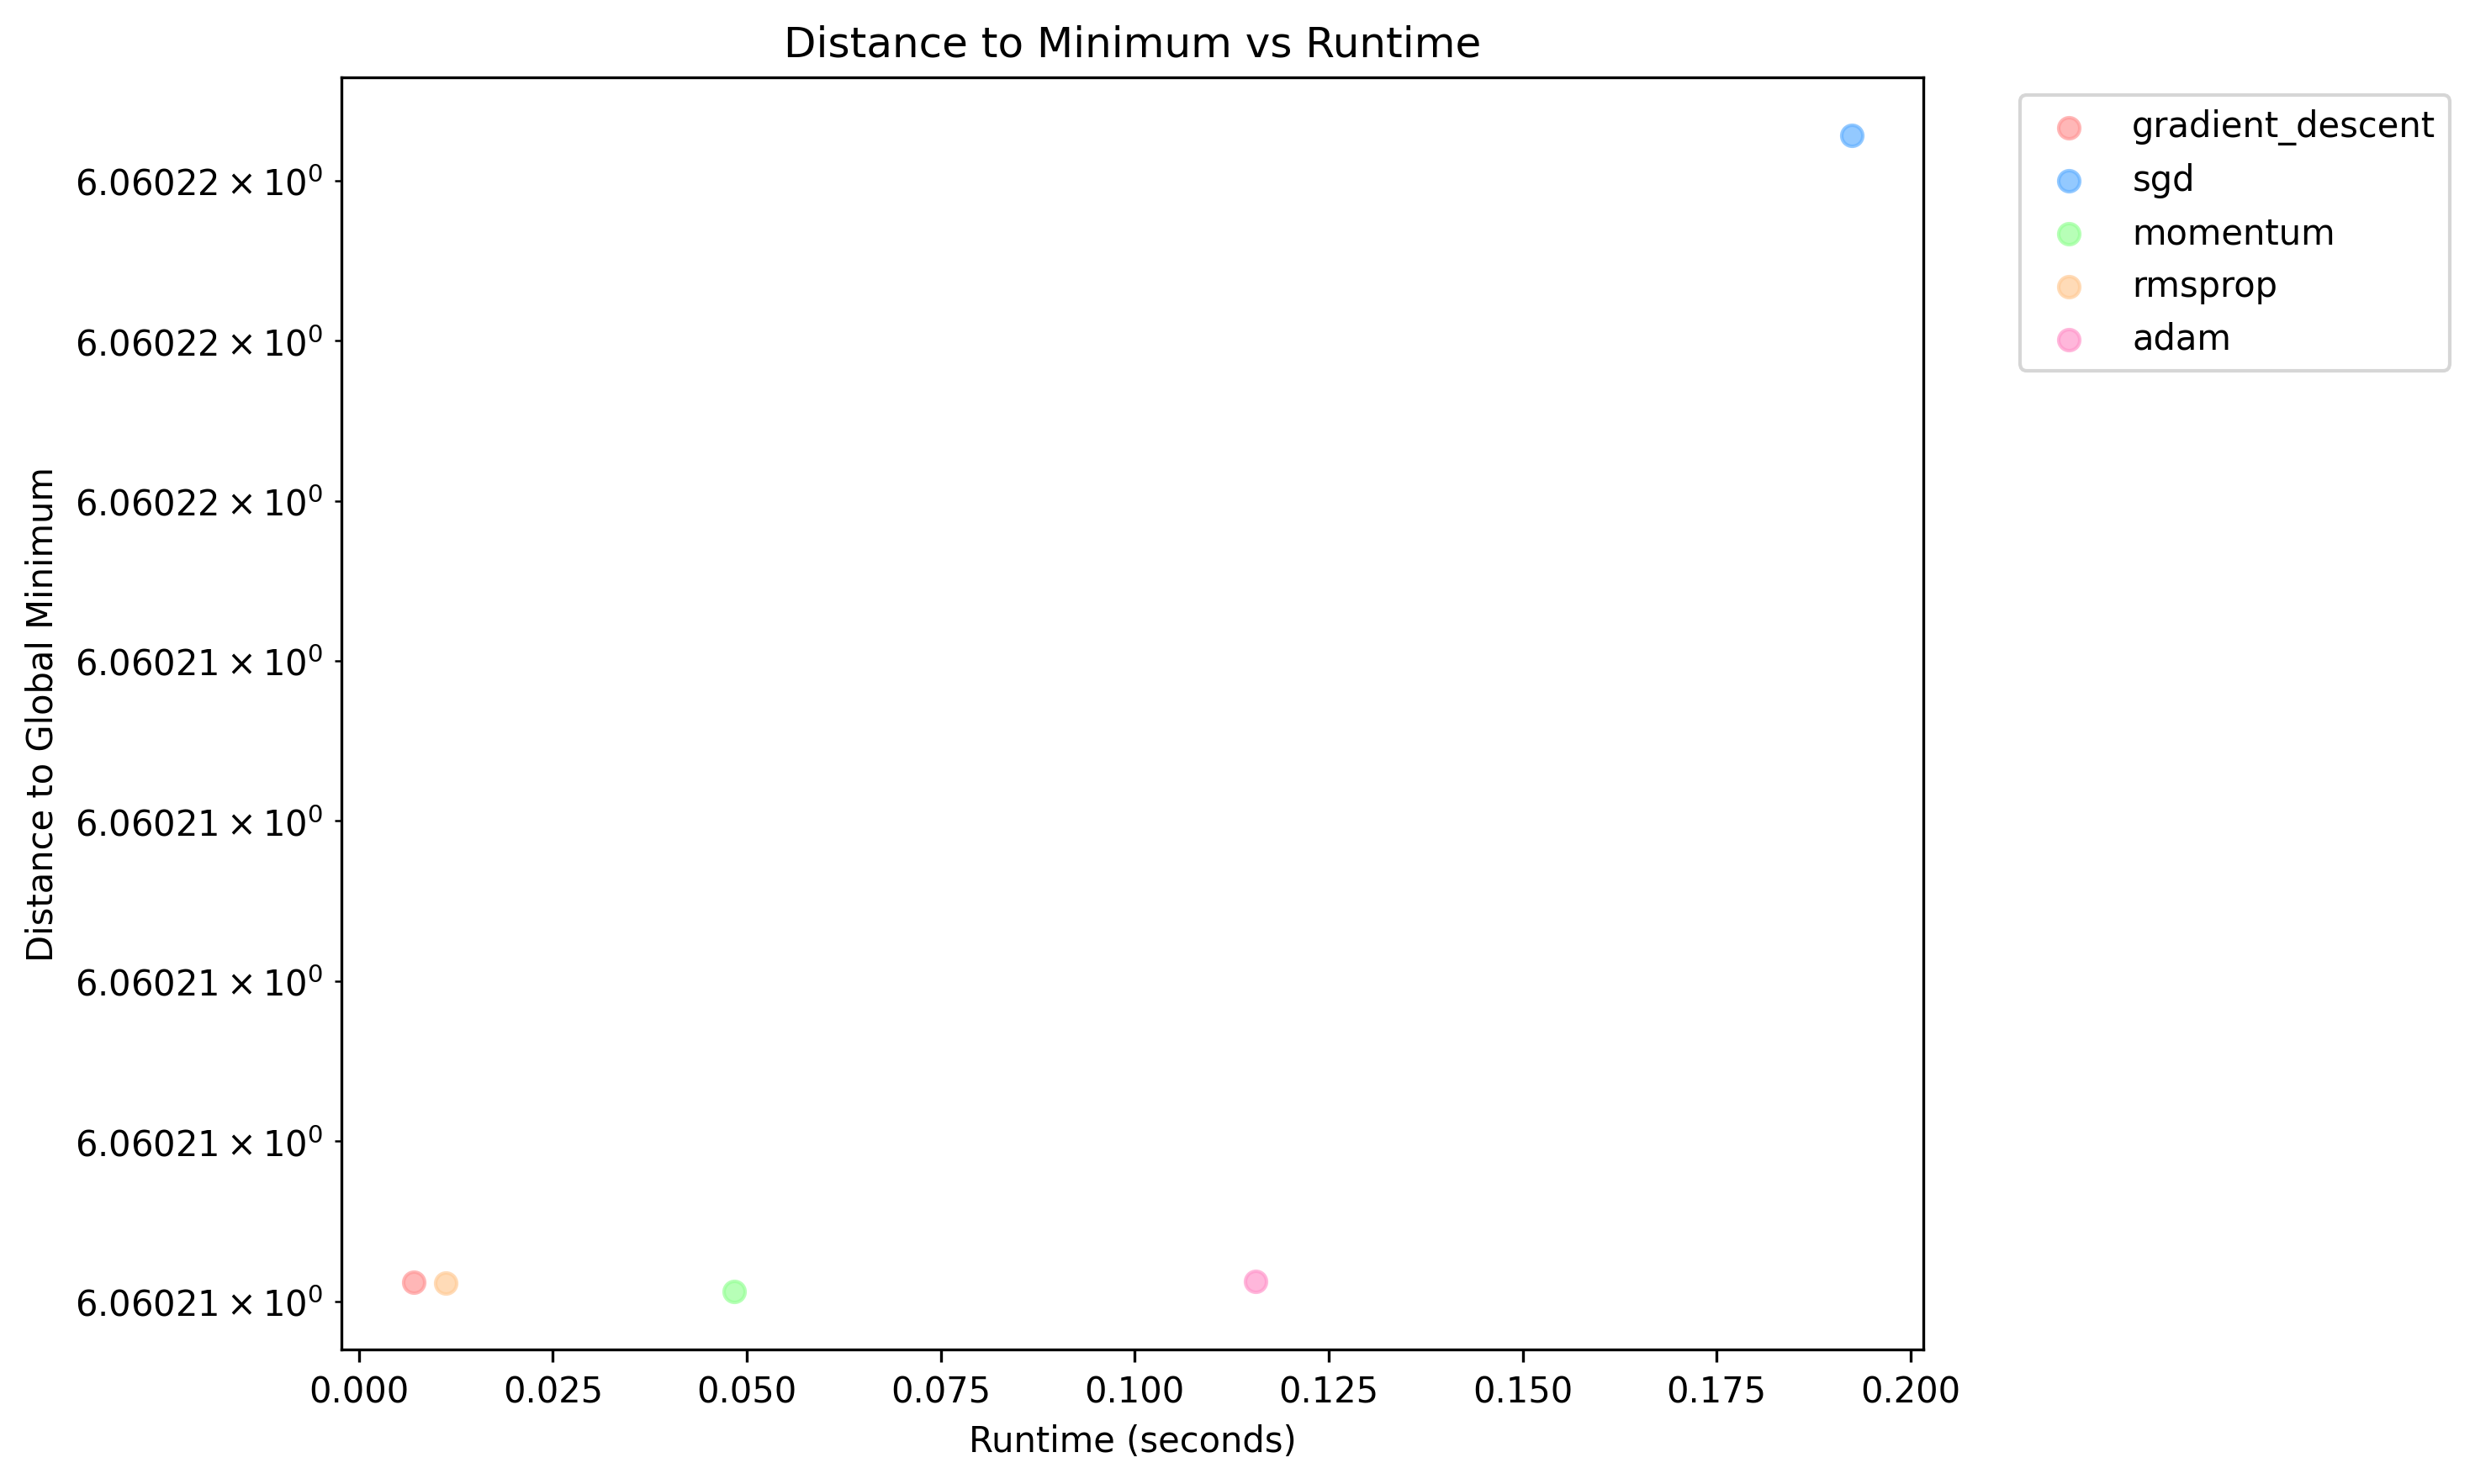 Distance to Minimum vs Runtime
Distance to Global Minimum
6.06022 × 10⁰
6.06022 × 10⁰
6.06022 × 10⁰
6.06021 × 10⁰
6.06021 × 10⁰
6.06021 × 10⁰
6.06021 × 10⁰
6.06021 × 10⁰
0.000 0.025 0.050 0.075 0.100 0.125 0.150 0.175 0.200
Runtime (seconds)
gradient_descent
sgd
momentum
rmsprop
adam